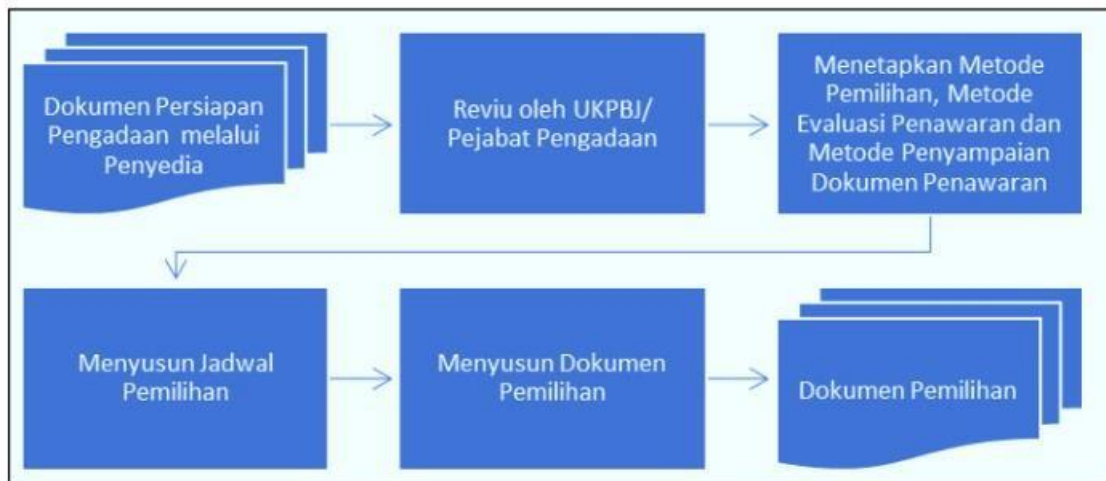 Dokumen Persiapan
Pengadaan melalui
Penyedia
Reviu oleh UKPBJ/
Pejabat Pengadaan
Menetapkan Metode
Pemilihan, Metode
Evaluasi Penawaran dan
Metode Penyampaian
Dokumen Penawaran
Menyusun Jadwal
Pemilihan
Menyusun Dokumen
Pemilihan
Dokumen Pemilihan